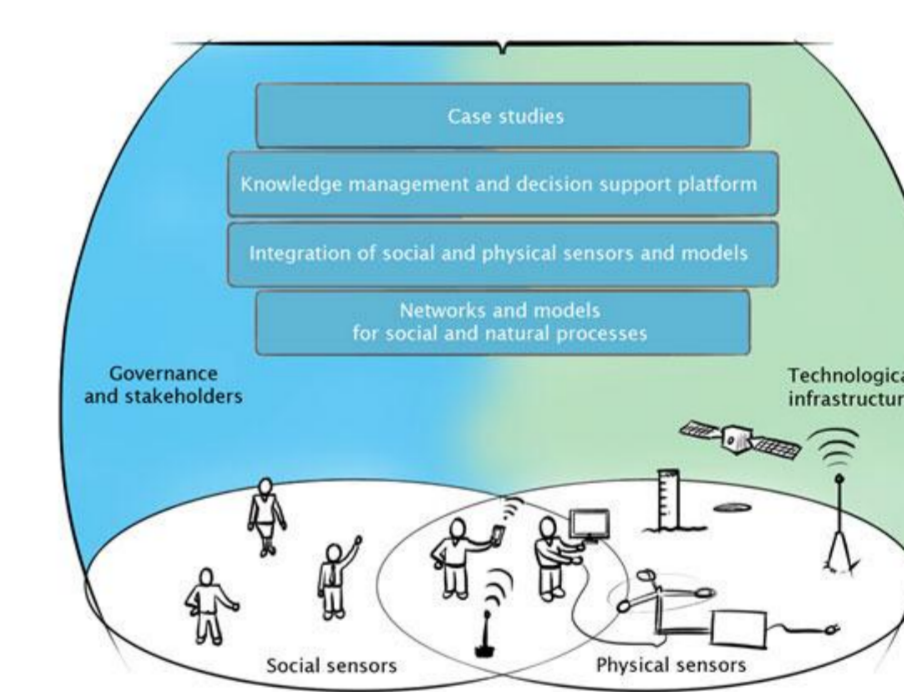 Case studies
Knowledge management and decision support platform
Integration of social and physical sensors and models
Networks and models
for social and natural processes
Governance
and stakeholders
Technologica
infrastructur
Social sensors
Physical sensors